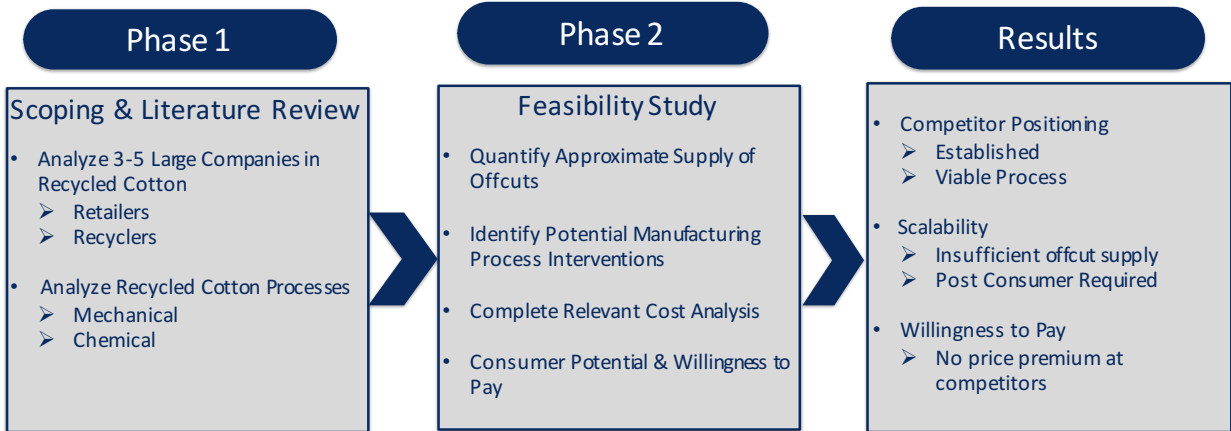 Phase 1
Scoping & Literature Review
• Analyze 3-5 Large Companies in
Recycled Cotton
➢ Retailers
➢ Recyclers
• Analyze Recycled Cotton Processes
➢ Mechanical
➢ Chemical
Phase 2
Feasibility Study
• Quantify Approximate Supply of
Offcuts
• Identify Potential Manufacturing
Process Interventions
• Complete Relevant Cost Analysis
• Consumer Potential & Willingness to
Pay
Results
• Competitor Positioning
➢ Established
➢ Viable Process
• Scalability
➢ Insufficient offcut supply
➢ Post Consumer Required
• Willingness to Pay
➢ No price premium at
competitors